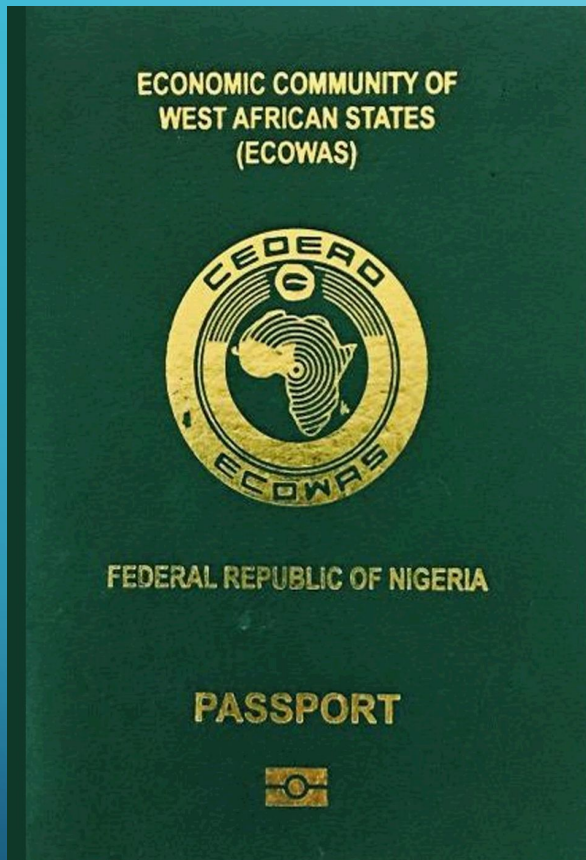 ECONOMIC COMMUNITY OF
WEST AFRICAN STATES
(ECOWAS)
CEDEAO
ECOWAS
FEDERAL REPUBLIC OF NIGERIA
PASSPORT